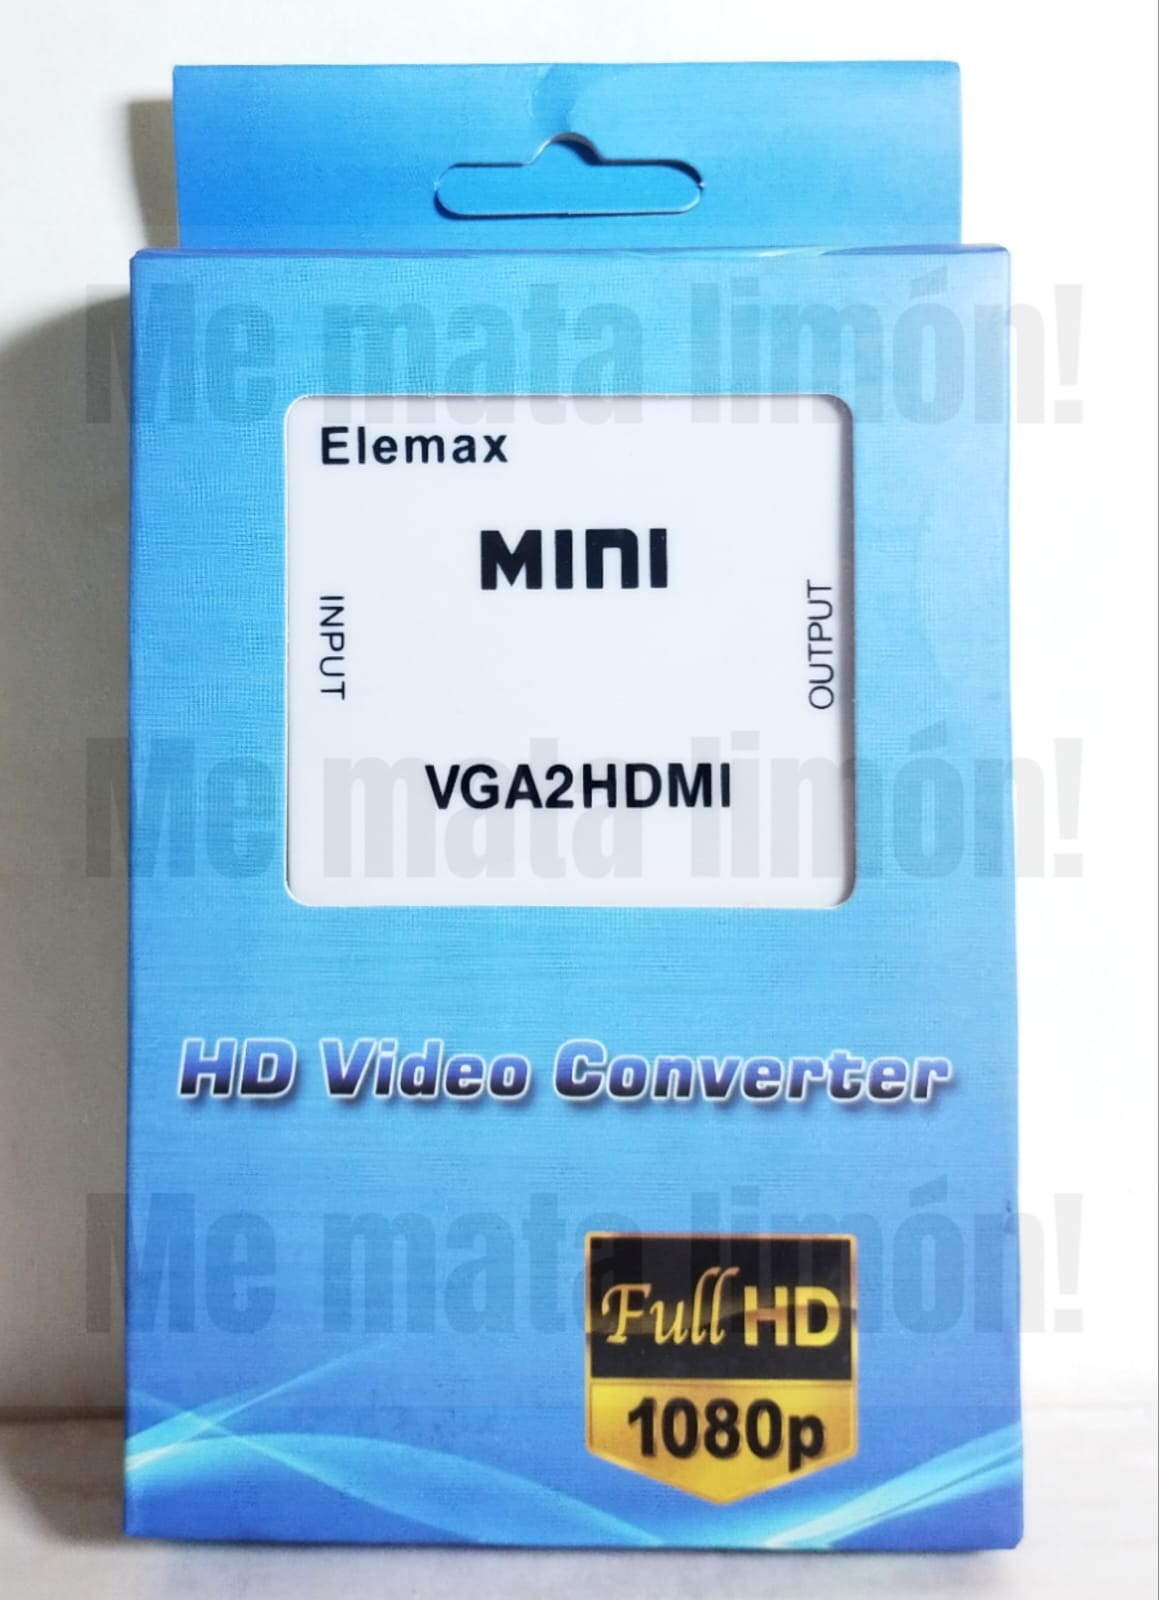 Me mata limón!
Elemax
MINI
INPUT
OUTPUT
VGA2HDMI
Me mata limón!
HD Video Converter
Me mata limón!
Full HD
1080p